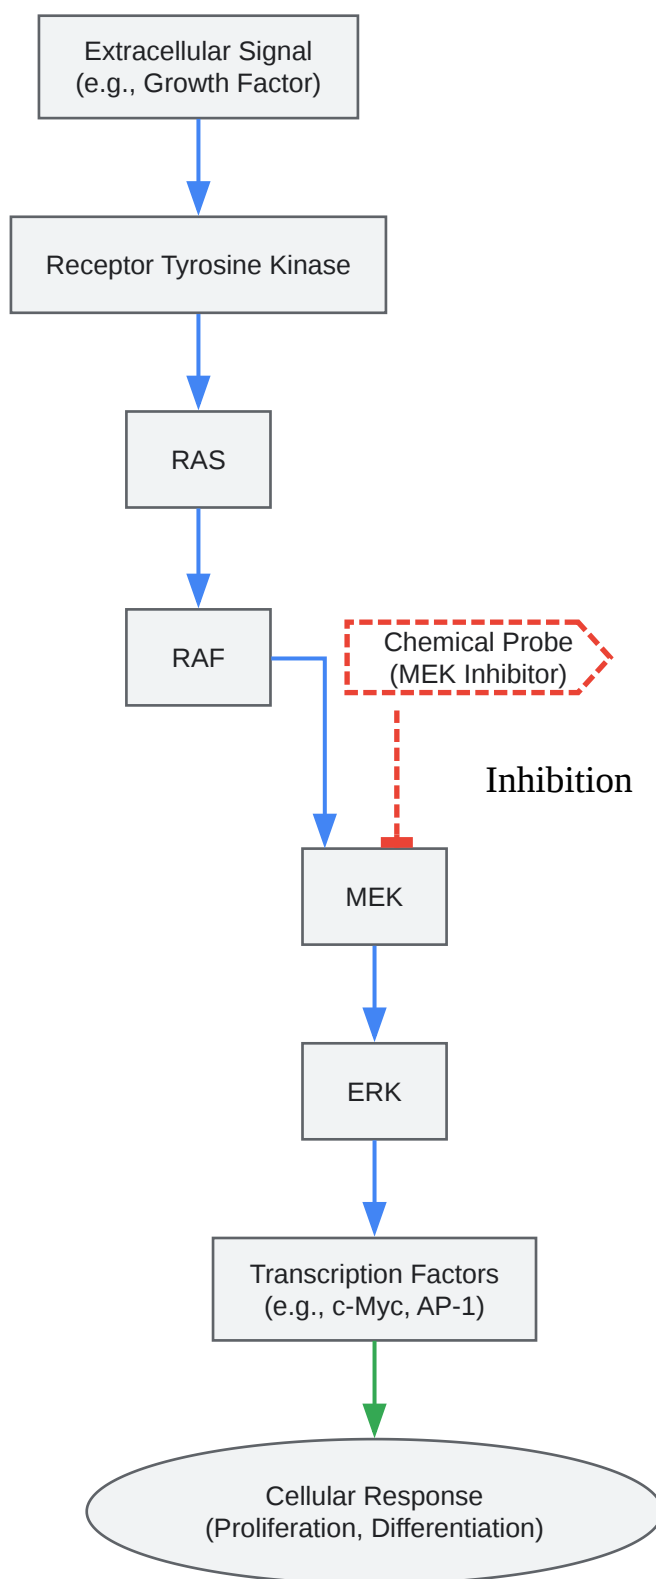 Extracellular Signal
(e.g., Growth Factor)
Receptor Tyrosine Kinase
RAS
RAF
Chemical Probe
(MEK Inhibitor)
Inhibition
MEK
ERK
Transcription Factors
(e.g., c-Myc, AP-1)
Cellular Response
(Proliferation, Differentiation)